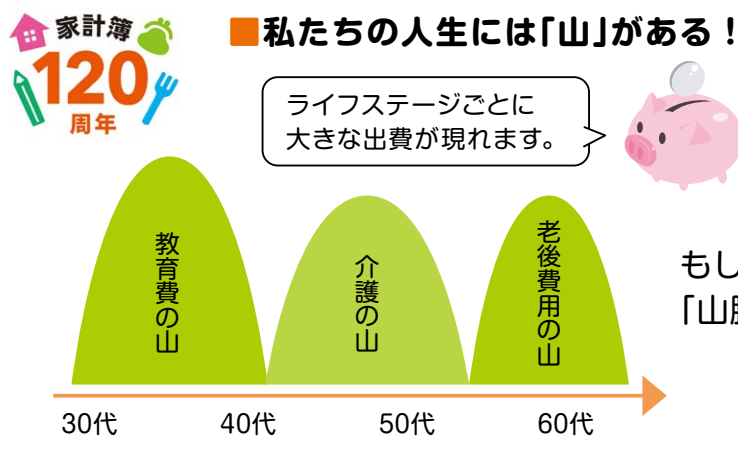 家計簿
120
周年
■私たちの人生には「山」がある！
ライフステージごとに
大きな出費が現れます。
教育費の山
介護の山
老後費用の山
もし
「山
30代
40代
50代
60代